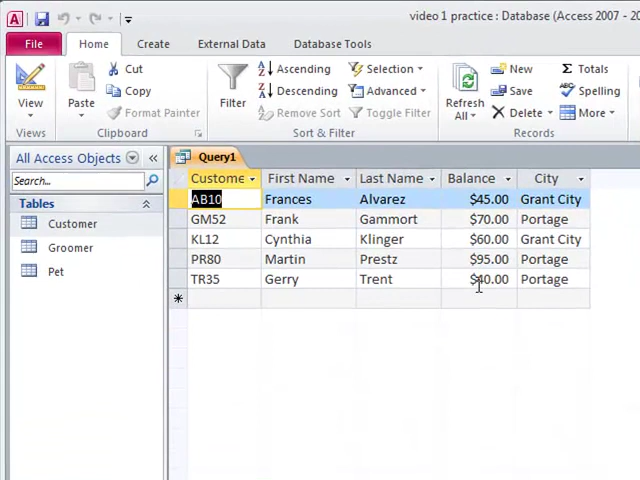 A video 1 practice : Database (Access 2007 - 20
File Home Create External Data Database Tools
View Paste Cut Copy Format Painter Filter Ascending Descending Remove Sort Selection Advanced Toggle Filter Refresh All New Save Delete Σ Totals Spelling More
Views Clipboard Sort & Filter Records
All Access Objects « Query1
Search...
Tables
Customer
Groomer
Pet
Custome First Name Last Name Balance City
AB10 Frances Alvarez $45.00 Grant City
GM52 Frank Gammort $70.00 Portage
KL12 Cynthia Klinger $60.00 Grant City
PR80 Martin Prestz $95.00 Portage
TR35 Gerry Trent $40.00 Portage